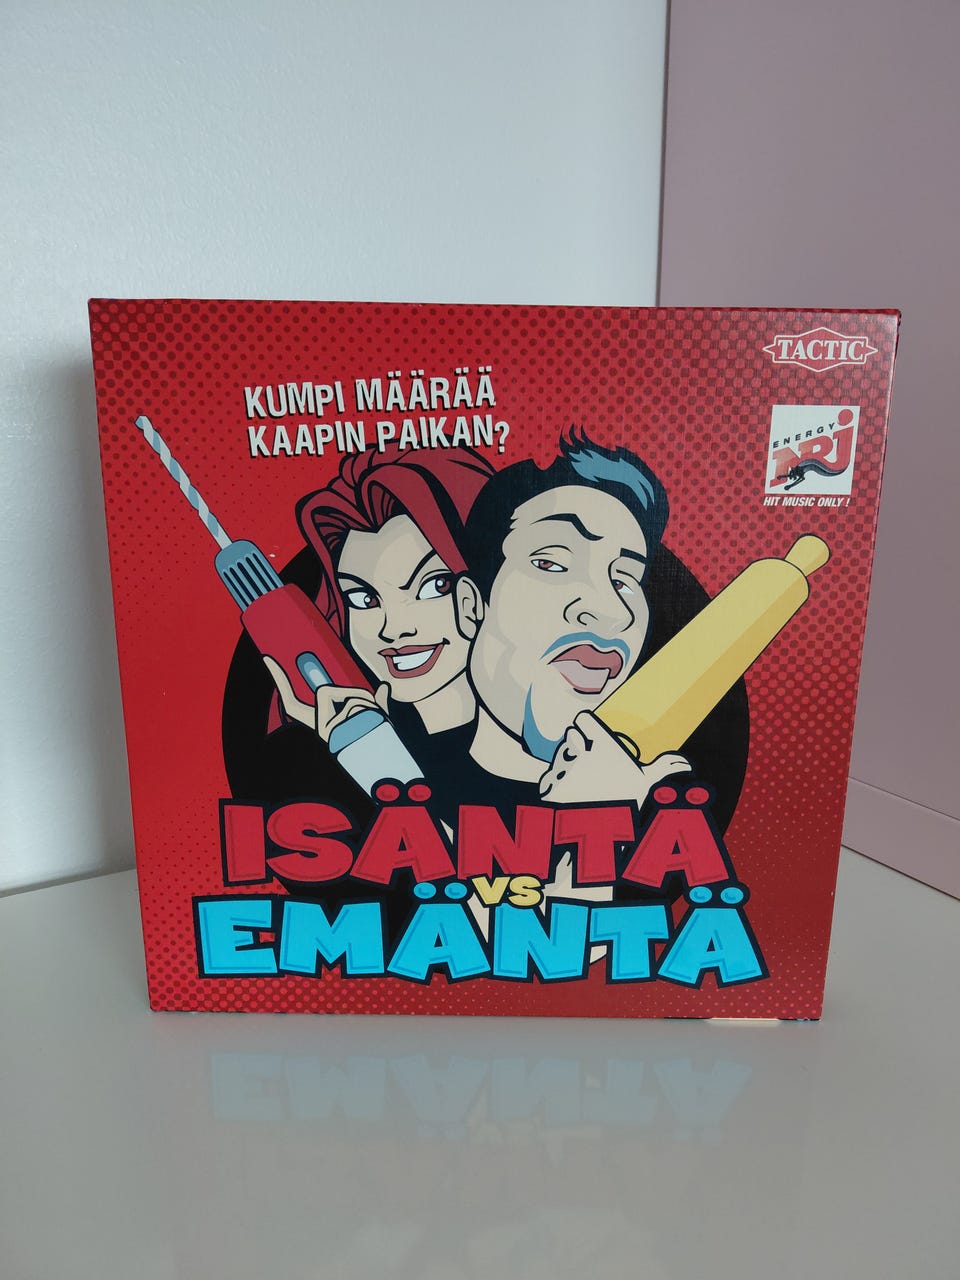 TACTIC
KUMPI MÄÄRÄÄ
KAAPIN PAIKAN?
ENERGY
NRJ
HIT MUSIC ONLY!
ISÄNTÄ
VS
EMÄNTÄ